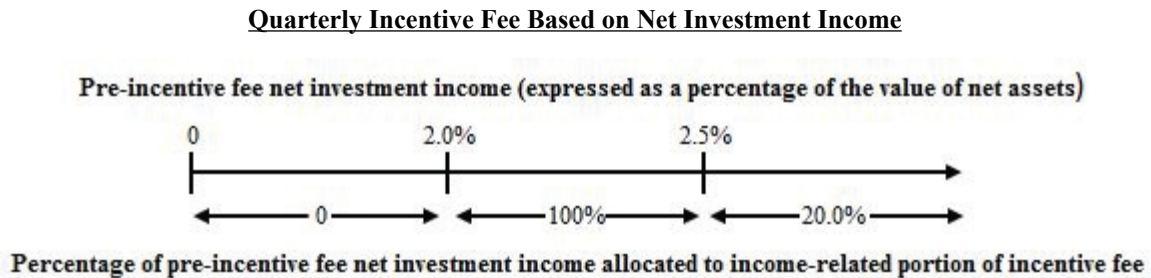 Quarterly Incentive Fee Based on Net Investment Income
Pre-incentive fee net investment income (expressed as a percentage of the value of net assets)
0 2.0% 2.5%
0 100% 20.0%
Percentage of pre-incentive fee net investment income allocated to income-related portion of incentive fee